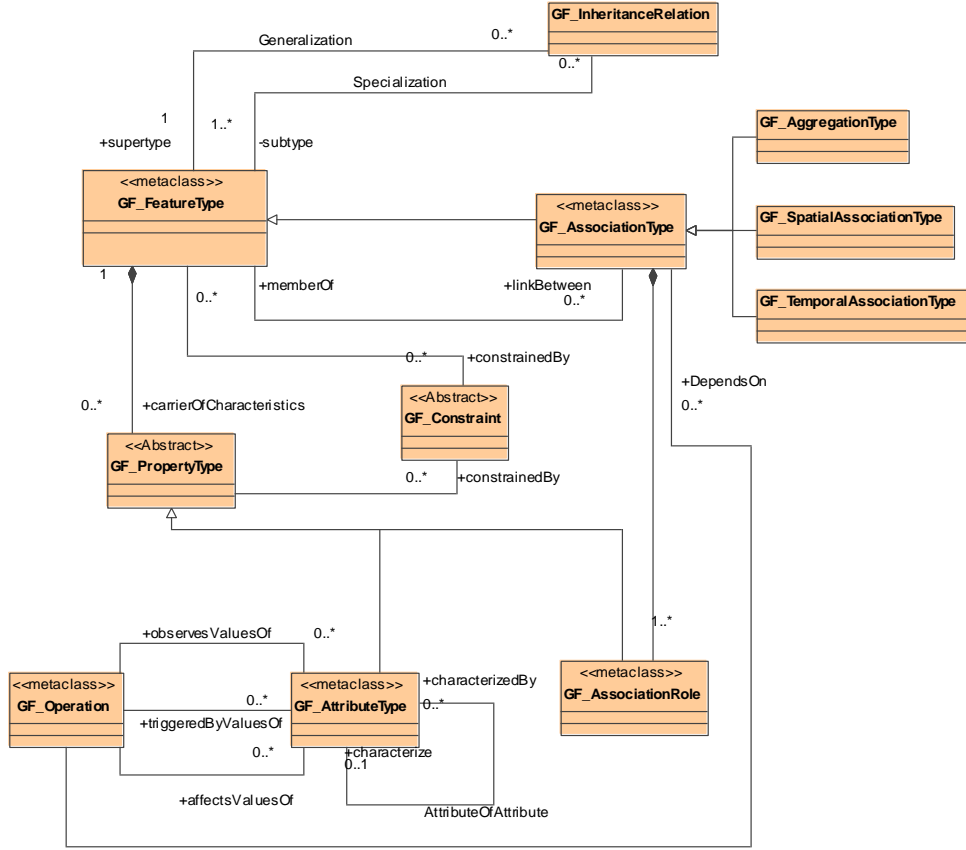 GF_InheritanceRelation
0..*
Generalization
0..*
Specialization
1
1..*
+supertype
-subtype
GF_AggregationType
<<metaclass>>
GF_FeatureType
<<metaclass>>
GF_AssociationType
GF_SpatialAssociationType
1
0..*
+memberOf
+linkBetween
0..*
GF_TemporalAssociationType
0..*
+constrainedBy
+DependsOn
0..*
0..*
+carrierOfCharacteristics
<<Abstract>>
GF_Constraint
<<Abstract>>
GF_PropertyType
0..*
+constrainedBy
1..*
+observesValuesOf
0..*
<<metaclass>>
GF_Operation
0..*
+triggeredByValuesOf
0..*
+affectsValuesOf
<<metaclass>>
GF_AttributeType
+characterizedBy
0..*
+characterize
0..1
AttributeOfAttribute
<<metaclass>>
GF_AssociationRole